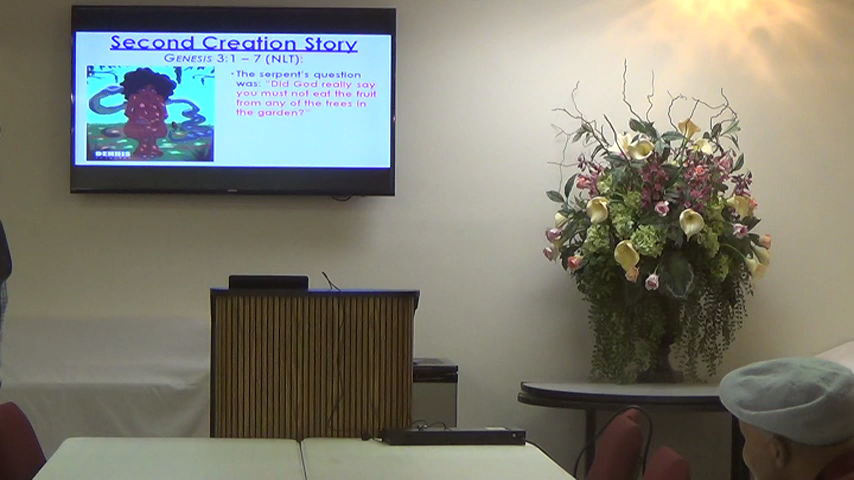 Second Creation Story
GENESIS 3:1 – 7 (NLT):
• The serpent's question
was: "Did God really say
you must not eat the fruit
from any of the trees in
the garden?"
DENNIS